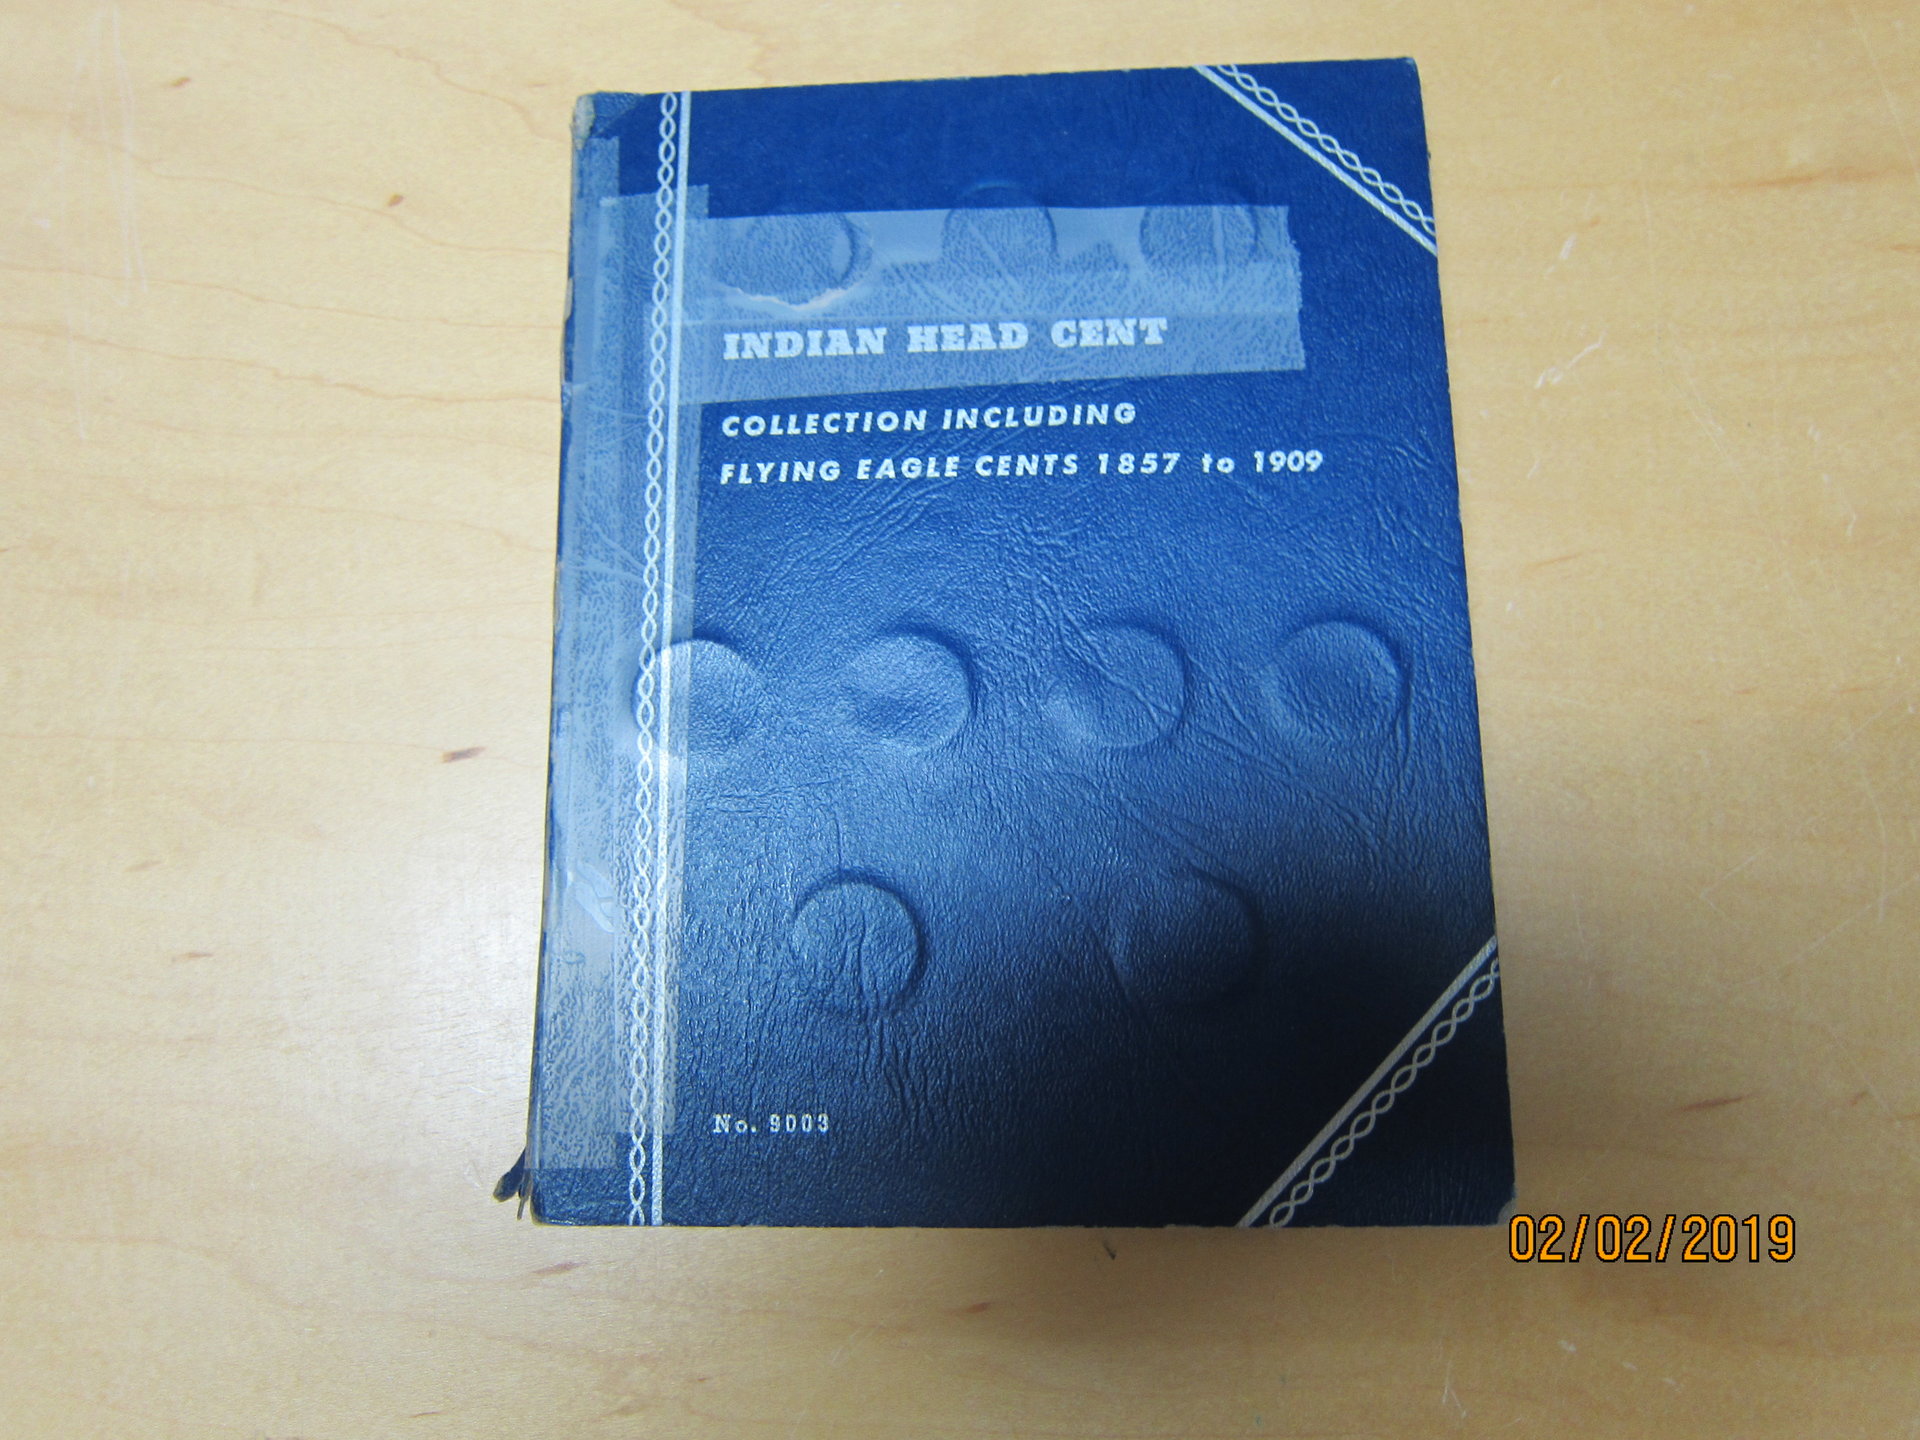 INDIAN HEAD CENT
COLLECTION INCLUDING
FLYING EAGLE CENTS 1857 to 1909
No. 9003
02/02/2019